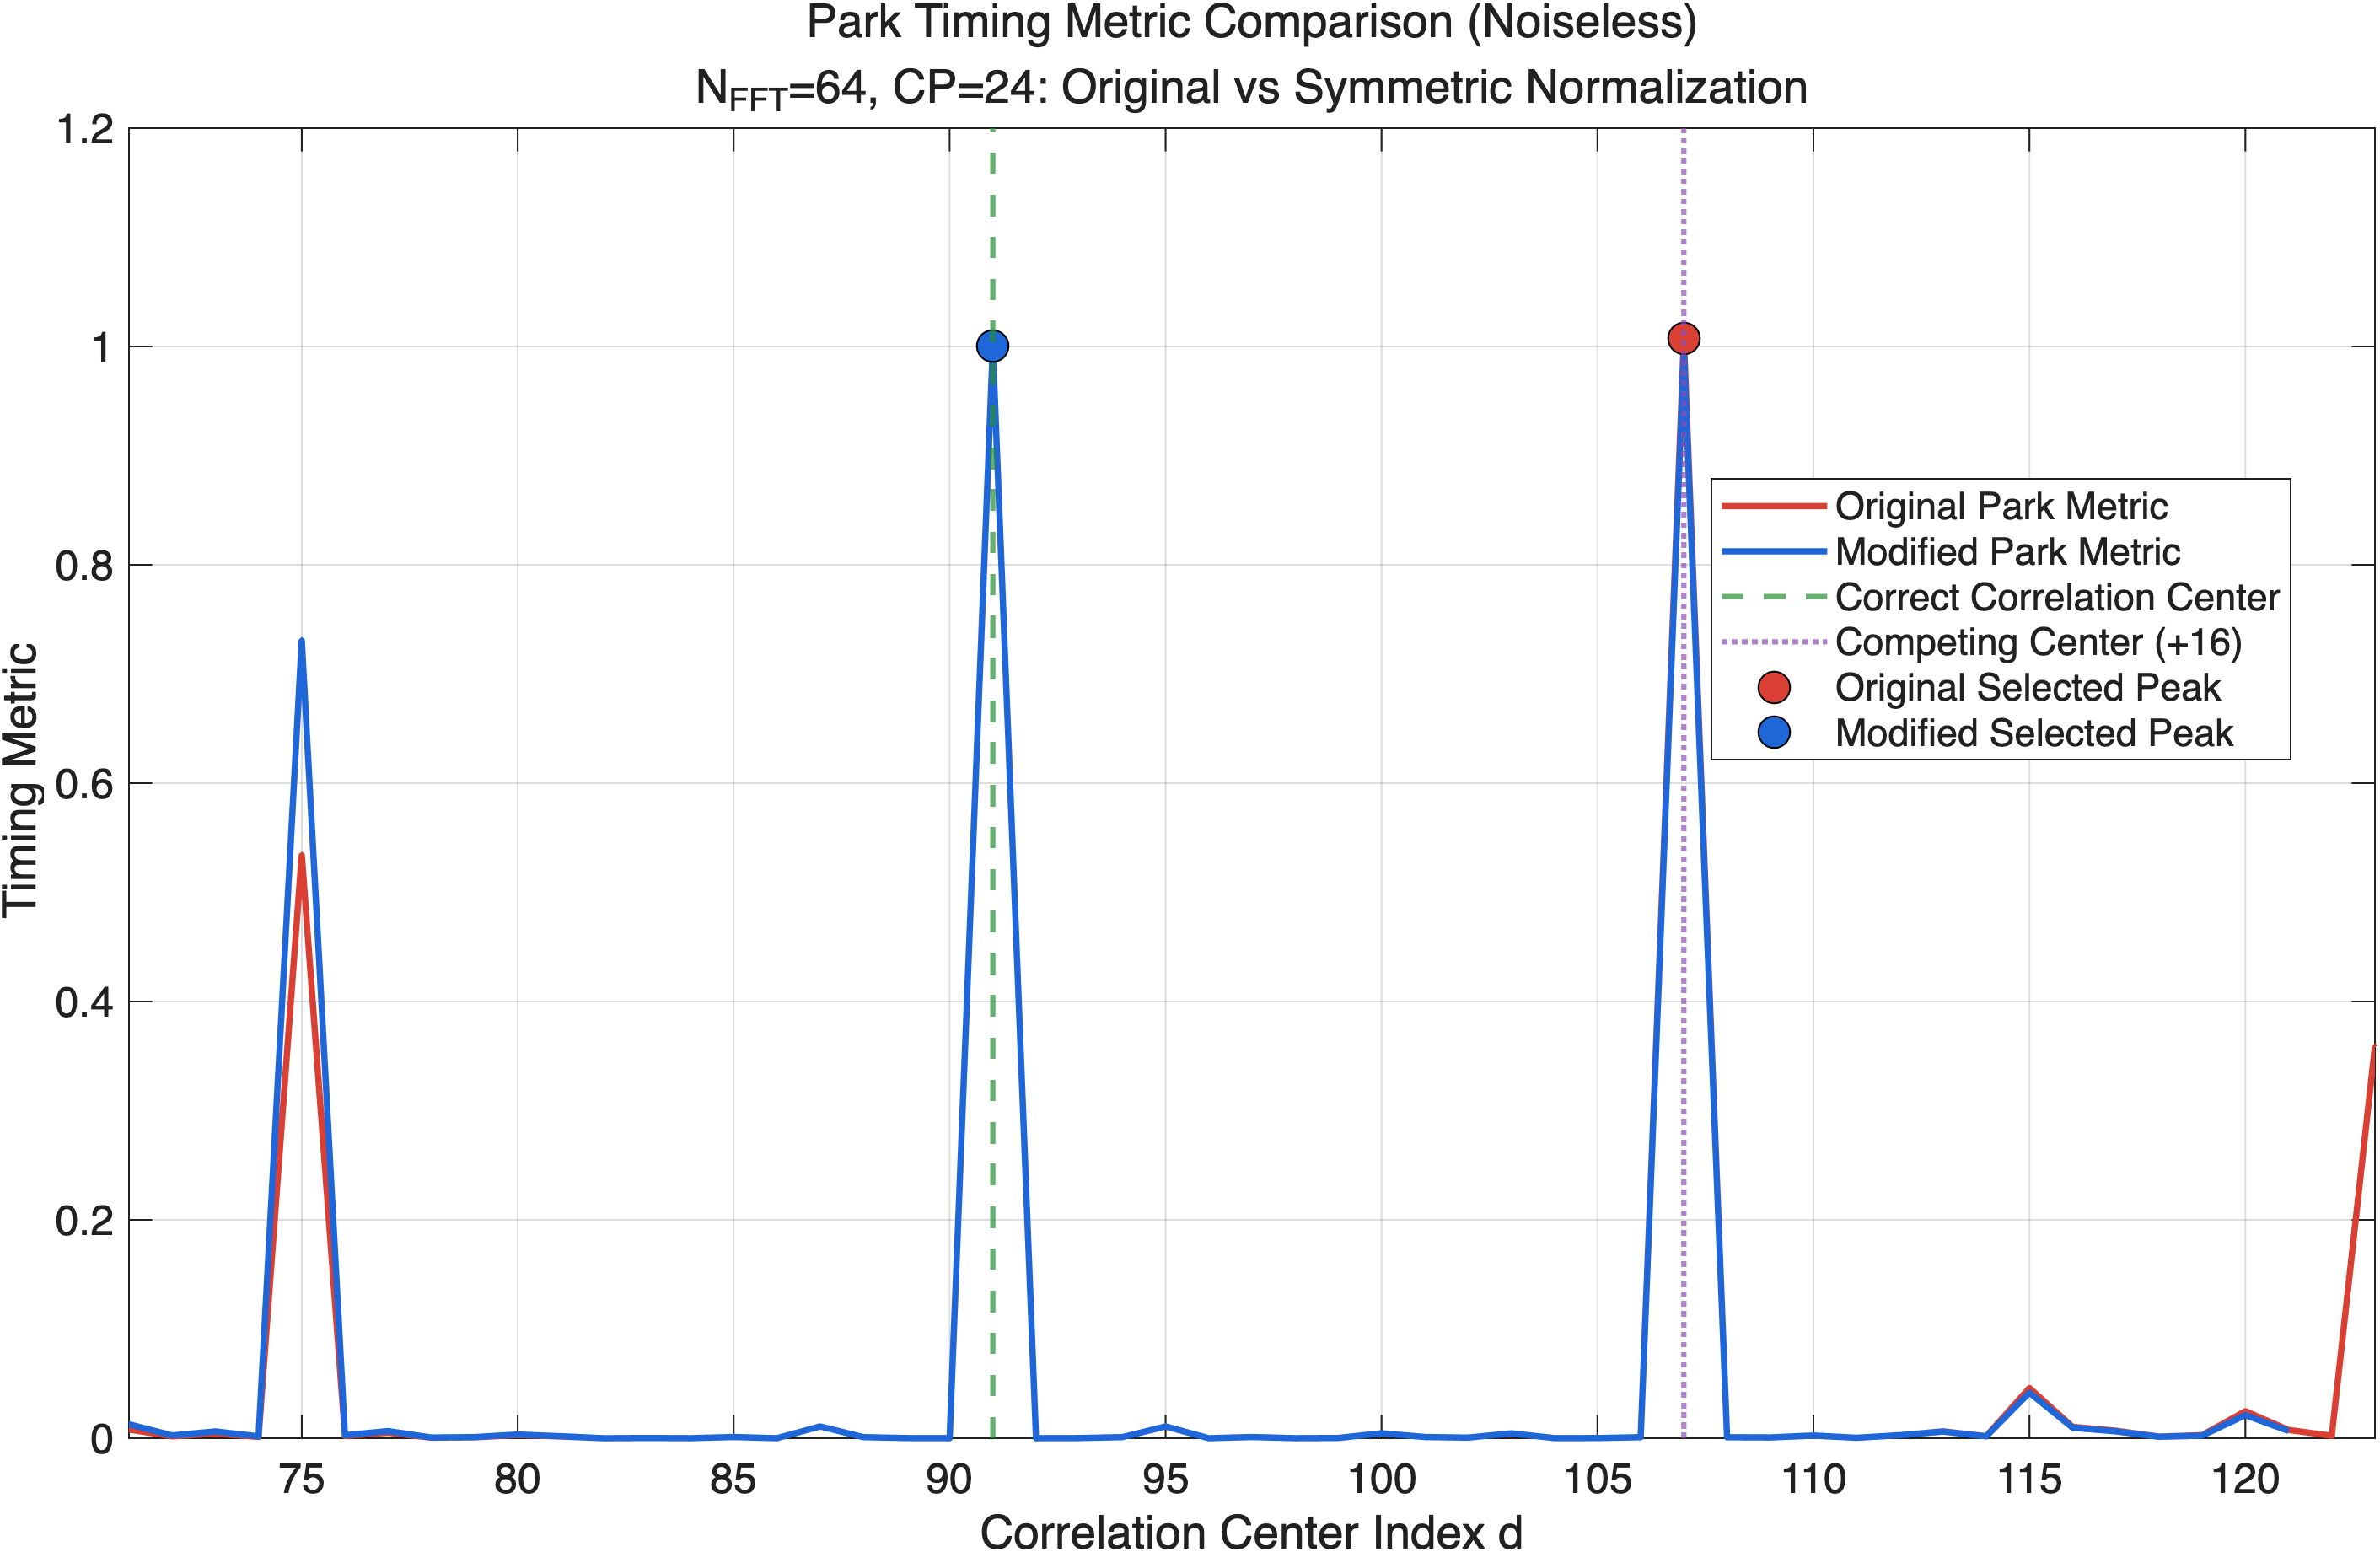 Park Timing Metric Comparison (Noiseless)
N_FFT=64, CP=24: Original vs Symmetric Normalization
Timing Metric
1.2
1
0.8
0.6
0.4
0.2
0
Original Park Metric
Modified Park Metric
Correct Correlation Center
Competing Center (+16)
Original Selected Peak
Modified Selected Peak
75 80 85 90 95 100 105 110 115 120
Correlation Center Index d